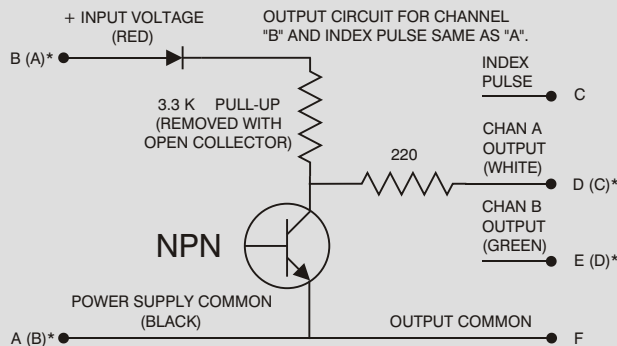 + INPUT VOLTAGE
(RED)
OUTPUT CIRCUIT FOR CHANNEL
"B" AND INDEX PULSE SAME AS "A".
B (A)*
INDEX
PULSE
C
3.3 K PULL-UP
(REMOVED WITH
OPEN COLLECTOR)
CHAN A
OUTPUT
(WHITE)
220
D (C)*
CHAN B
OUTPUT
(GREEN)
NPN
E (D)*
POWER SUPPLY COMMON
(BLACK)
OUTPUT COMMON
A (B)*
F